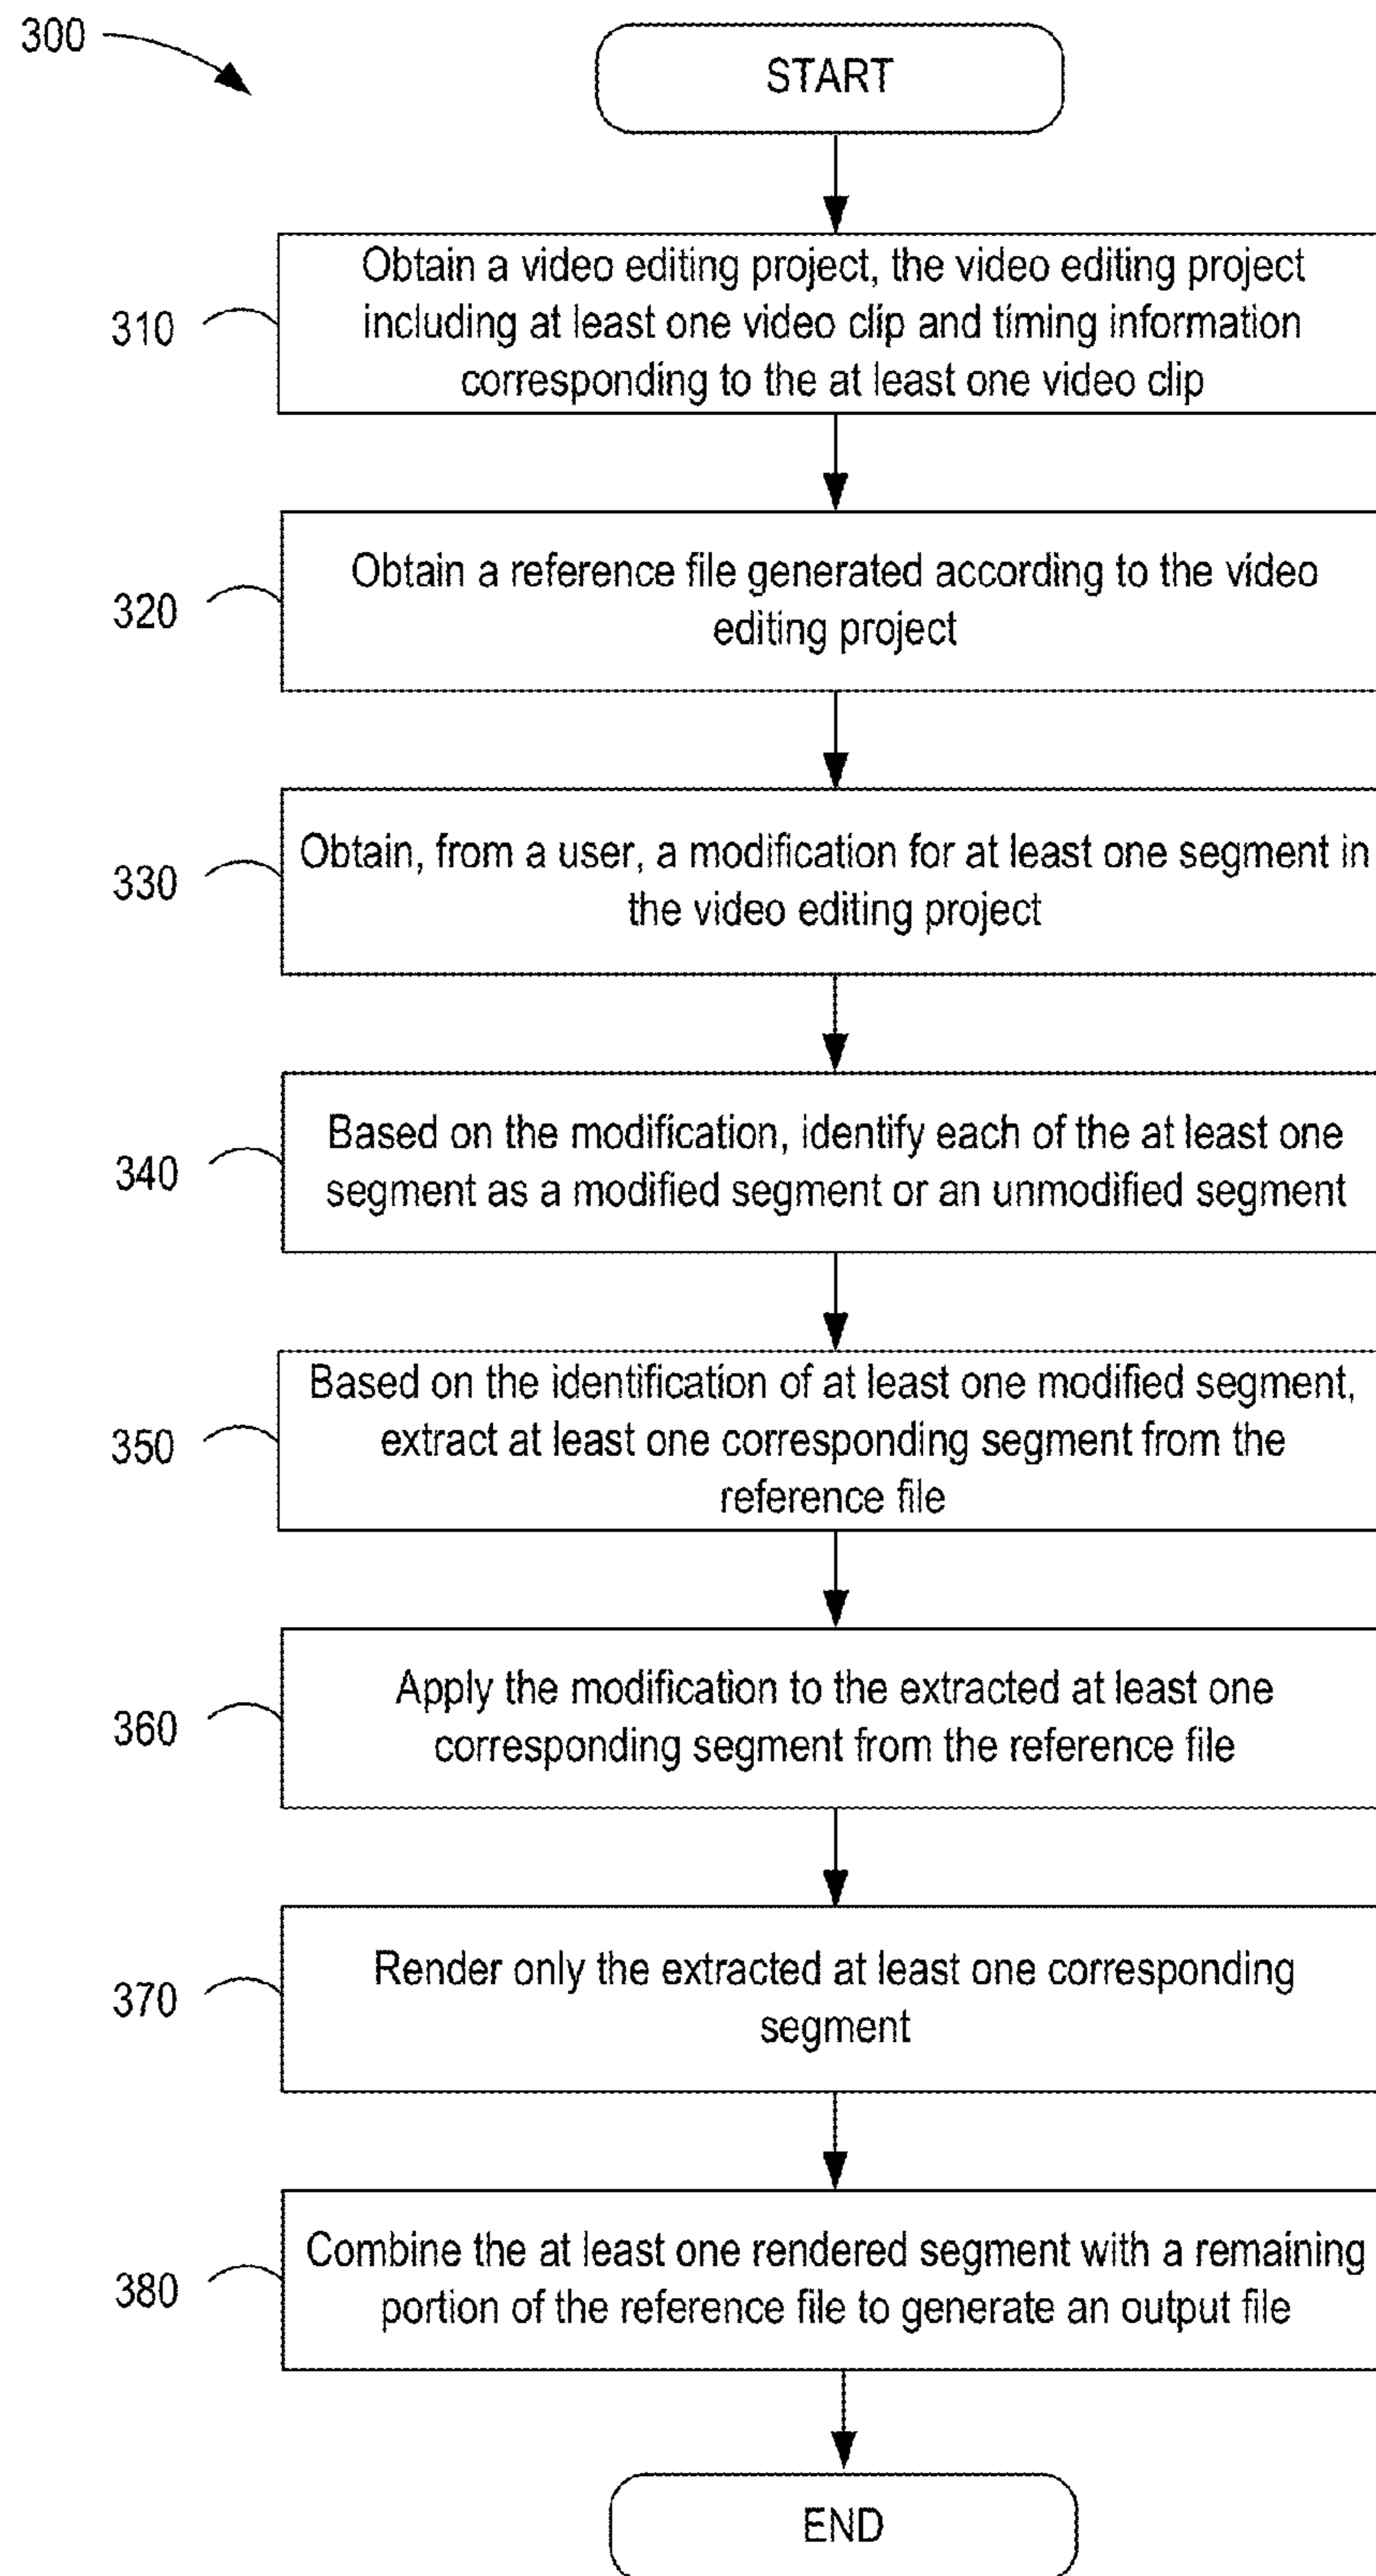 300
START
310
Obtain a video editing project, the video editing project
including at least one video clip and timing information
corresponding to the at least one video clip
320
Obtain a reference file generated according to the video
editing project
330
Obtain, from a user, a modification for at least one segment in
the video editing project
340
Based on the modification, identify each of the at least one
segment as a modified segment or an unmodified segment
350
Based on the identification of at least one modified segment,
extract at least one corresponding segment from the
reference file
360
Apply the modification to the extracted at least one
corresponding segment from the reference file
370
Render only the extracted at least one corresponding
segment
380
Combine the at least one rendered segment with a remaining
portion of the reference file to generate an output file
END